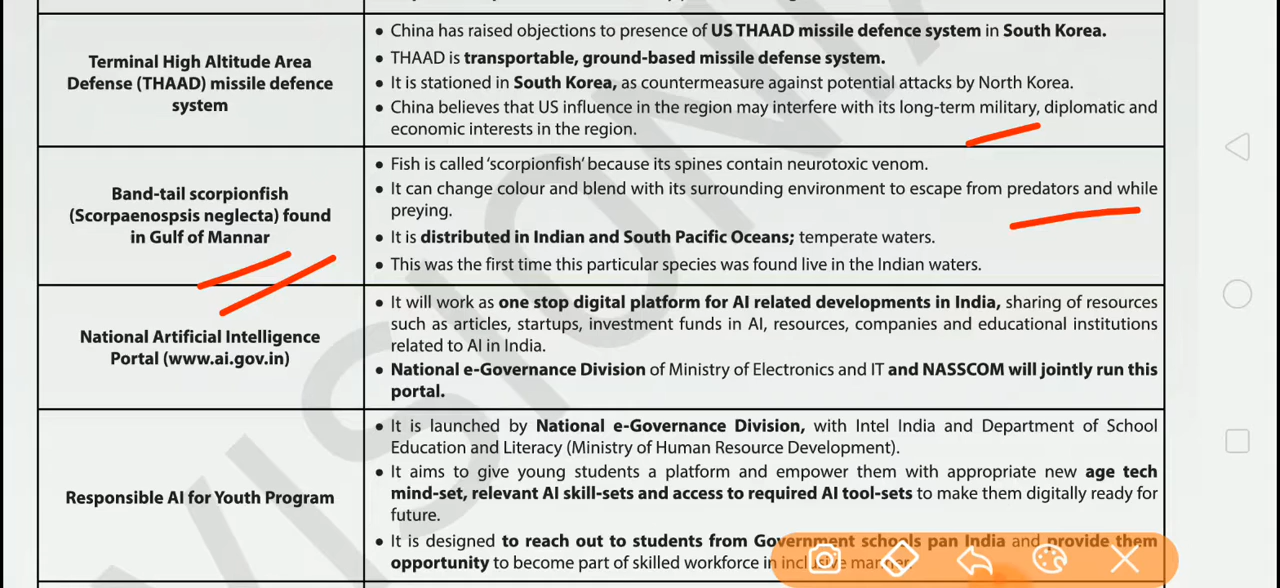 Terminal High Altitude Area
Defense (THAAD) missile defence
system
• China has raised objections to presence of US THAAD missile defence system in South Korea.
• THAAD is transportable, ground-based missile defense system.
• It is stationed in South Korea, as countermeasure against potential attacks by North Korea.
• China believes that US influence in the region may interfere with its long-term military, diplomatic and
economic interests in the region.
Band-tail scorpionfish
(Scorpaenospsis neglecta) found
in Gulf of Mannar
• Fish is called ‘scorpionfish’ because its spines contain neurotoxic venom.
• It can change colour and blend with its surrounding environment to escape from predators and while
preying.
• It is distributed in Indian and South Pacific Oceans; temperate waters.
• This was the first time this particular species was found live in the Indian waters.
National Artificial Intelligence
Portal (www.ai.gov.in)
• It will work as one stop digital platform for AI related developments in India, sharing of resources
such as articles, startups, investment funds in AI, resources, companies and educational institutions
related to AI in India.
• National e-Governance Division of Ministry of Electronics and IT and NASSCOM will jointly run this
portal.
Responsible AI for Youth Program
• It is launched by National e-Governance Division, with Intel India and Department of School
Education and Literacy (Ministry of Human Resource Development).
• It aims to give young students a platform and empower them with appropriate new age tech
mind-set, relevant AI skill-sets and access to required AI tool-sets to make them digitally ready for
future.
• It is designed to reach out to students from Government schools pan India and provide them
opportunity to become part of skilled workforce in inclusive manner.
VISION